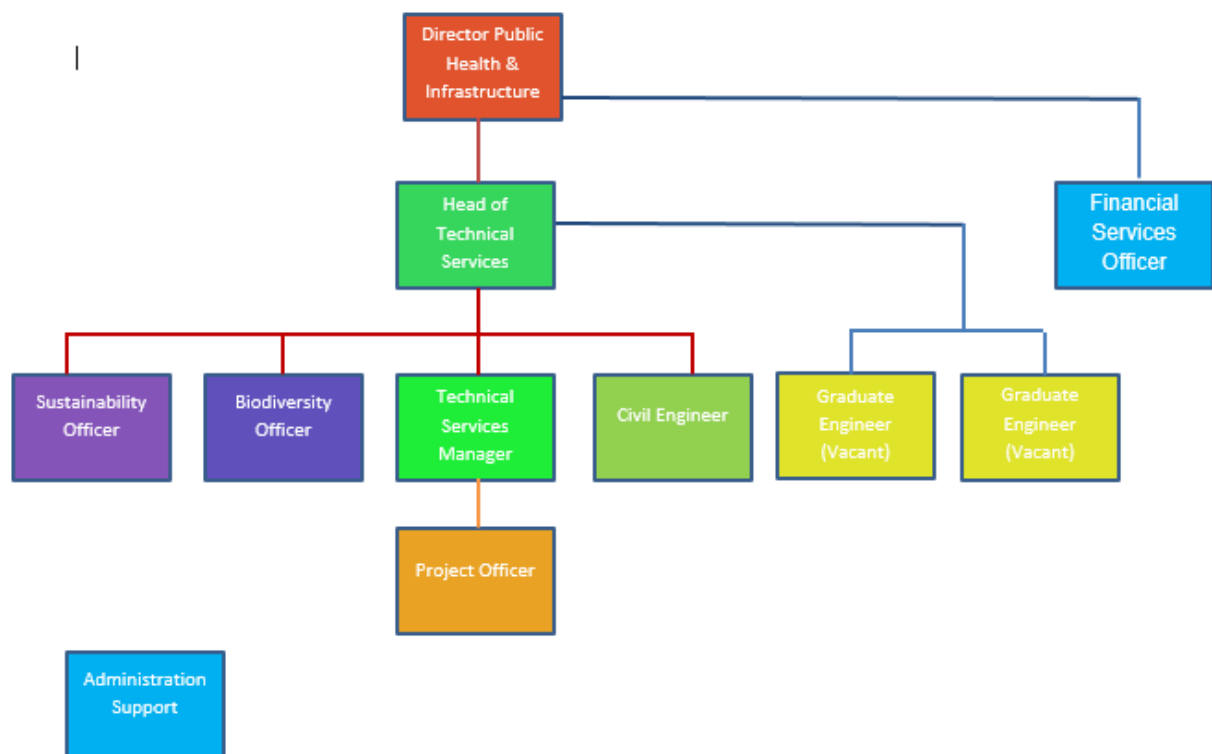 Director Public
Health &
Infrastructure
Head of
Technical
Services
Financial
Services
Officer
Sustainability
Officer
Biodiversity
Officer
Technical
Services
Manager
Civil Engineer
Graduate
Engineer
(Vacant)
Graduate
Engineer
(Vacant)
Project Officer
Administration
Support